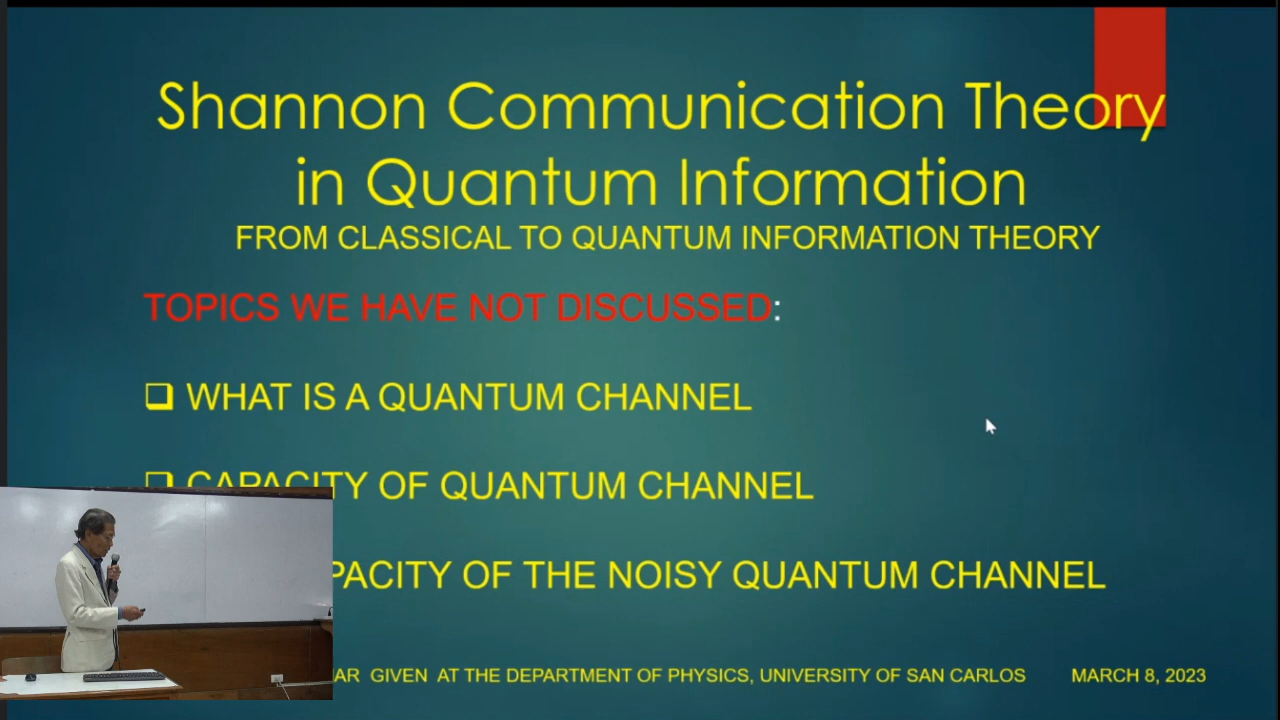 Shannon Communication Theory
in Quantum Information
FROM CLASSICAL TO QUANTUM INFORMATION THEORY
TOPICS WE HAVE NOT DISCUSSED:
WHAT IS A QUANTUM CHANNEL
CAPACITY OF QUANTUM CHANNEL
PACITY OF THE NOISY QUANTUM CHANNEL
AR GIVEN AT THE DEPARTMENT OF PHYSICS, UNIVERSITY OF SAN CARLOS MARCH 8, 2023